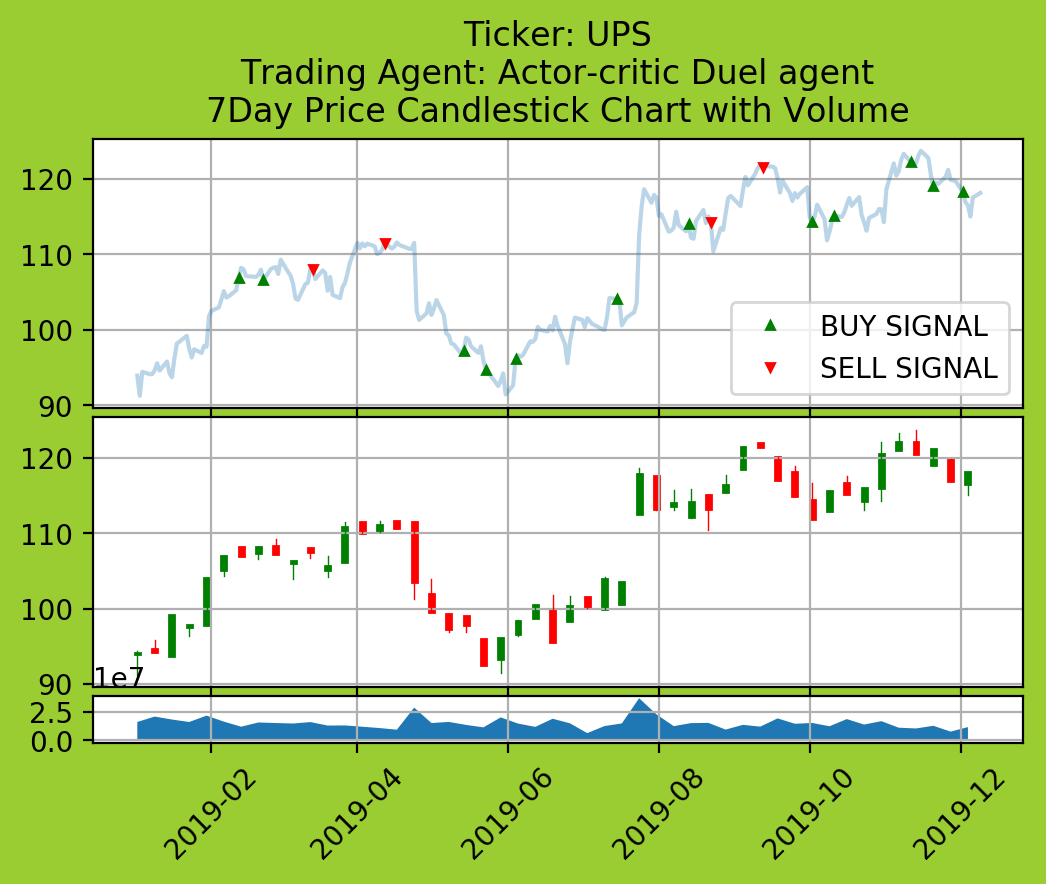 Ticker: UPS
Trading Agent: Actor-critic Duel agent
7Day Price Candlestick Chart with Volume
120
110
100
90
BUY SIGNAL
SELL SIGNAL
120
110
100
90
1e7
2.5
0.0
2019-02
2019-04
2019-06
2019-08
2019-10
2019-12